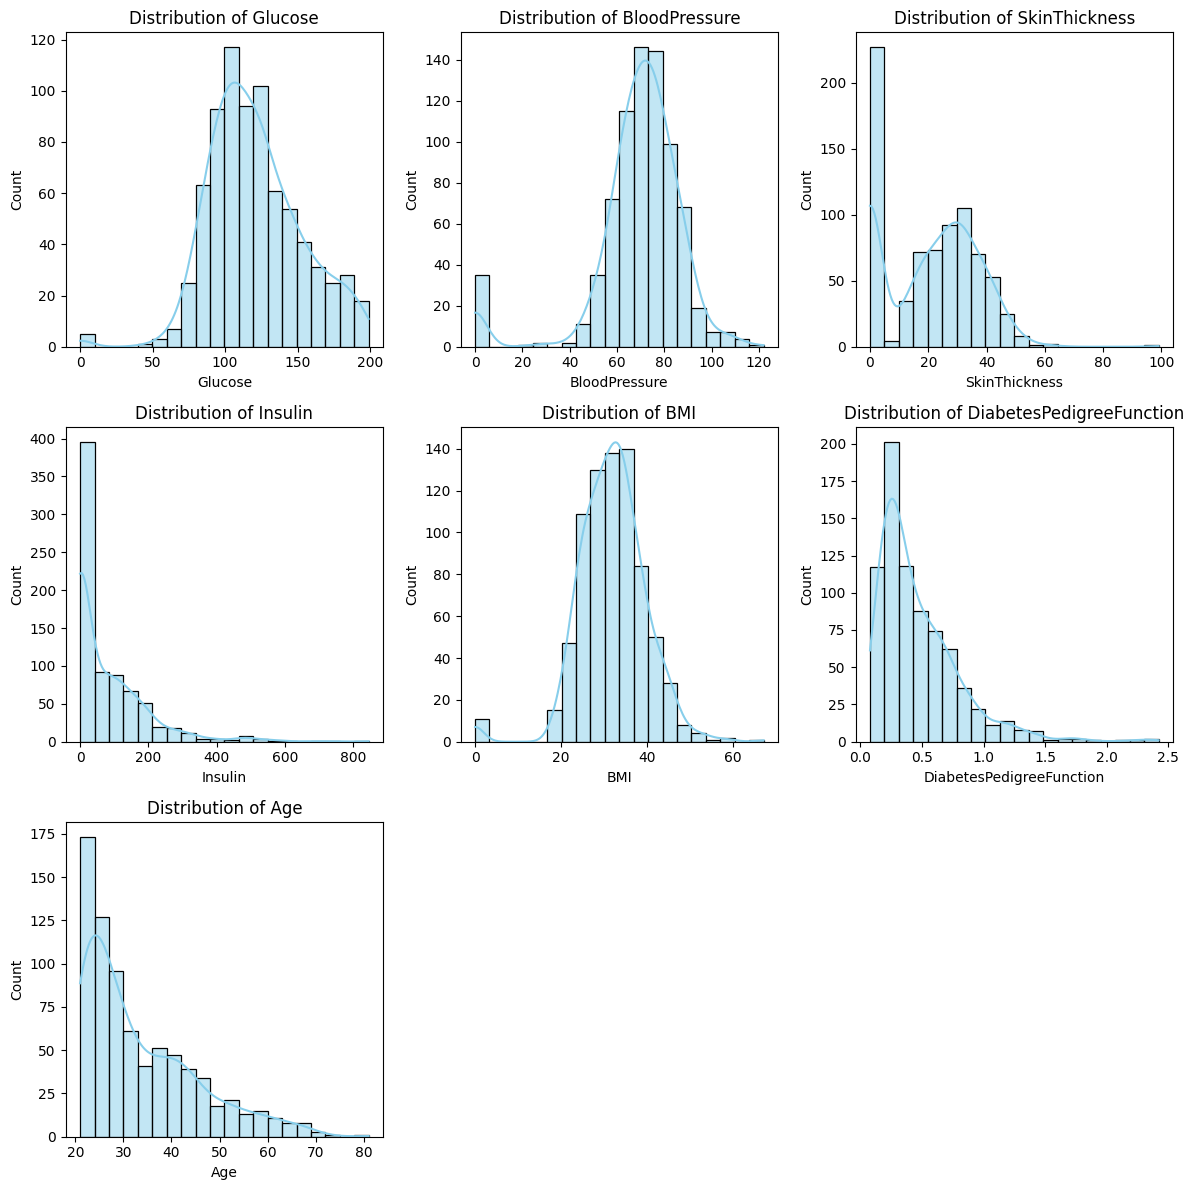 Distribution of Glucose
120
100
80
60
40
20
0
Count
0 50 100 150 200
Glucose
Distribution of BloodPressure
140
120
100
80
60
40
20
0
Count
0 20 40 60 80 100 120
BloodPressure
Distribution of SkinThickness
200
150
100
50
0
Count
0 20 40 60 80 100
SkinThickness
Distribution of Insulin
400
350
300
250
200
150
100
50
0
Count
0 200 400 600 800
Insulin
Distribution of BMI
140
120
100
80
60
40
20
0
Count
0 20 40 60
BMI
Distribution of DiabetesPedigreeFunction
200
175
150
125
100
75
50
25
0
Count
0.0 0.5 1.0 1.5 2.0 2.5
DiabetesPedigreeFunction
Distribution of Age
175
150
125
100
75
50
25
0
Count
20 30 40 50 60 70 80
Age